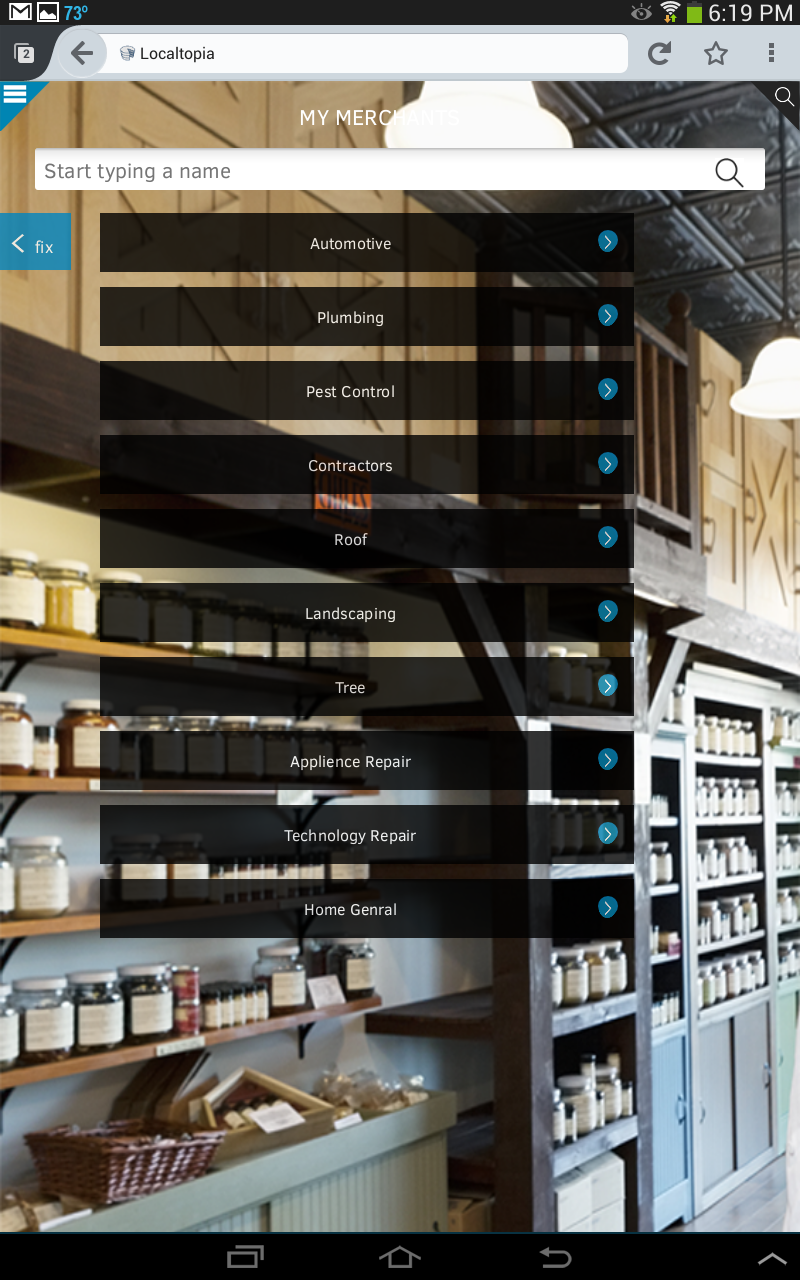 73°
6:19 PM
2
Localtopia
MY MERCHANTS
Start typing a name
fix
Automotive
Plumbing
Pest Control
Contractors
Roof
Landscaping
Tree
Applience Repair
Technology Repair
Home Genral